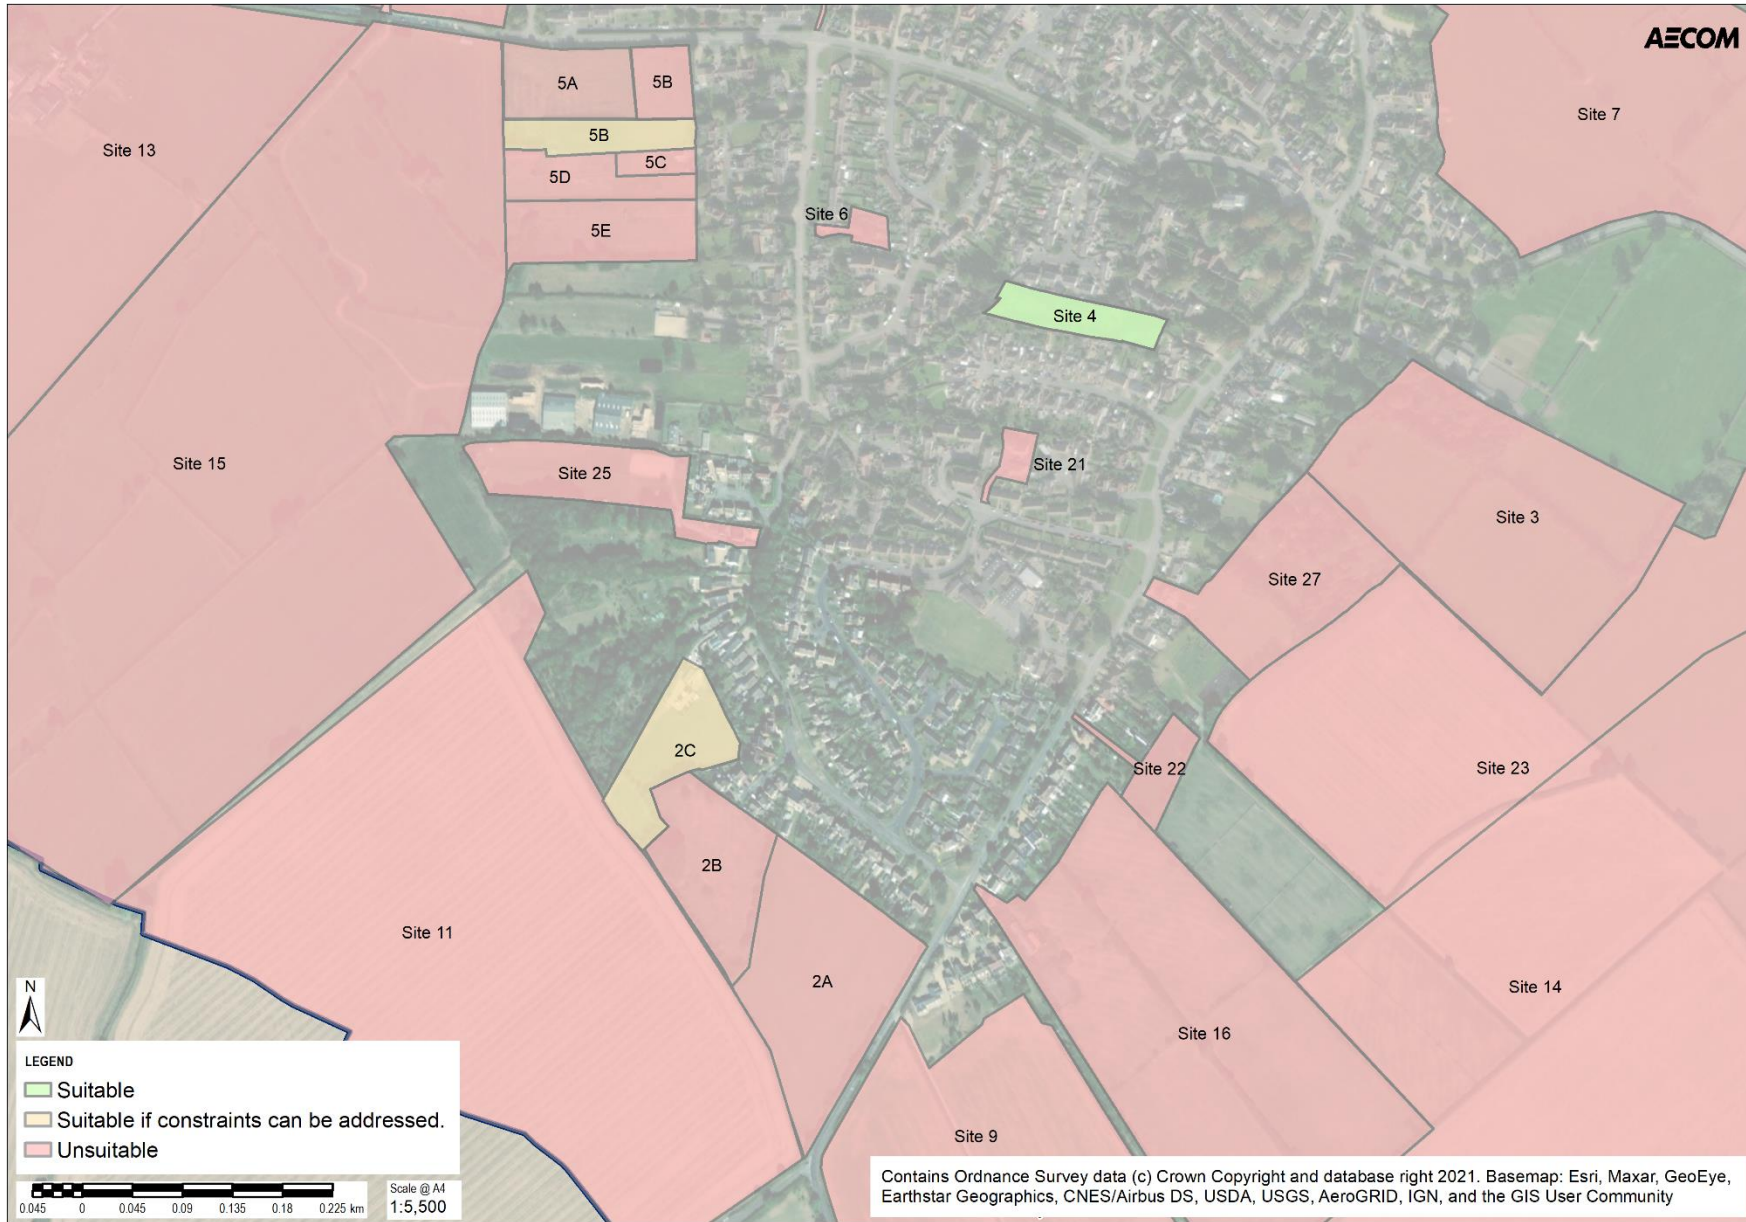 AECOM
5A
5B
Site 7
5B
Site 13
5C
5D
Site 6
5E
Site 4
Site 15
Site 25
Site 21
Site 3
Site 27
2C
Site 22
Site 23
2B
Site 11
2A
Site 14
Site 16
Site 9
N
LEGEND
Suitable
Suitable if constraints can be addressed.
Unsuitable
0.045 0 0.045 0.09 0.135 0.18 0.225 km
Scale @ A4
1:5,500
Contains Ordnance Survey data (c) Crown Copyright and database right 2021. Basemap: Esri, Maxar, GeoEye,
Earthstar Geographics, CNES/Airbus DS, USDA, USGS, AeroGRID, IGN, and the GIS User Community